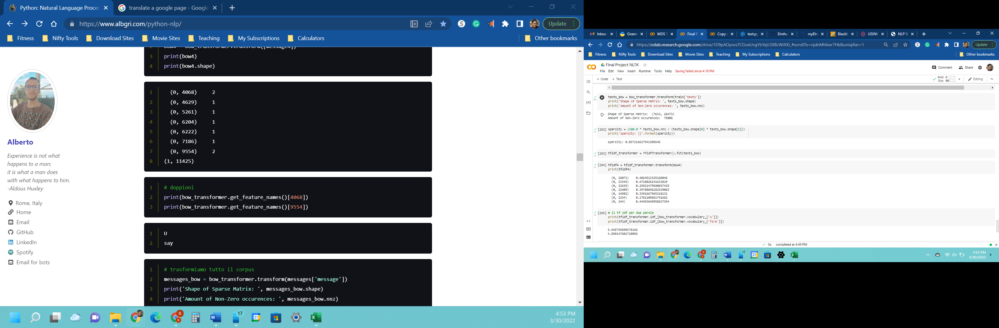 Python: Natural Language Proces
translate a google page - Google
https://www.albgri.com/python-nlp/
Update
Fitness
Nifty Tools
Download Sites
Movie Sites
Teaching
My Subscriptions
Calculators
Other bookmarks
Alberto
Experience is not what
happens to a man;
it is what a man does
with what happens to him.
-Aldous Huxley
Rome, Italy
Home
Email
GitHub
LinkedIn
Spotify
Email for bots
2 bow4 = bow_transformer.transform([message4])
3 print(bow4)
4 print(bow4.shape)
1 (0, 4068) 2
2 (0, 4629) 1
3 (0, 5261) 1
4 (0, 6204) 1
5 (0, 6222) 1
6 (0, 7186) 1
7 (0, 9554) 2
8 (1, 11425)
1 # doppioni
2 print(bow_transformer.get_feature_names()[4068])
3 print(bow_transformer.get_feature_names()[9554])
1 U
2 say
1 # trasformiamo tutto il corpus
2 messages_bow = bow_transformer.transform(messages['message'])
3 print('Shape of Sparse Matrix: ', messages_bow.shape)
4 print('Amount of Non-Zero occurences: ', messages_bow.nnz)
17
31
4:53 PM
3/30/2022
Inbox
Gramm
MDS 5
Final P
Copy
text.py
Elmhu
myElm
Blackb
USIIW
NLP St
https://colab.research.google.com/drive/1D9pAOyovzTCGoeUvgYbYqU3XBcWiXXi_#scrollTo=njdnMh6wr7Hk&uniqifier=1
Update
Fitness
Nifty Tools
Download Sites
Movie Sites
Teaching
My Subscriptions
Calculators
Other bookmarks
Final Project NLTK
File Edit View Insert Runtime Tools Help Saving failed since 4:18 PM
Comment
Share
+ Code + Text
RAM
Disk
Editing
texts_bow = bow_transformer.transform(train['texts'])
print('Shape of Sparse Matrix: ', texts_bow.shape)
print('Amount of Non-Zero occurences: ', texts_bow.nnz)
Shape of Sparse Matrix: (7613, 26473)
Amount of Non-Zero occurences: 75006
[292] sparsity = (100.0 * texts_bow.nnz / (texts_bow.shape[0] * texts_bow.shape[1]))
print('sparsity: {}'.format(sparsity))
sparsity: 0.037216627541309645
[293] tfidf_transformer = TfidfTransformer().fit(texts_bow)
[294] tfidf4 = tfidf_transformer.transform(bow4)
print(tfidf4)
(0, 26071) 0.4024513325168046
(0, 23345) 0.4718026141633829
(0, 22635) 0.25921479580657425
(0, 22409) 0.39780696282539063
(0, 14502) 0.3391667965318131
(0, 2334) 0.2781109881741682
(0, 144) 0.44453648958637354
[295] # il tf idf per due parole
print(tfidf_transformer.idf_[bow_transformer.vocabulary_['u']])
print(tfidf_transformer.idf_[bow_transformer.vocabulary_['fire']])
5.948759890378168
4.850147601710058
0s completed at 4:49 PM
17
31
4:53 PM
3/30/2022
9